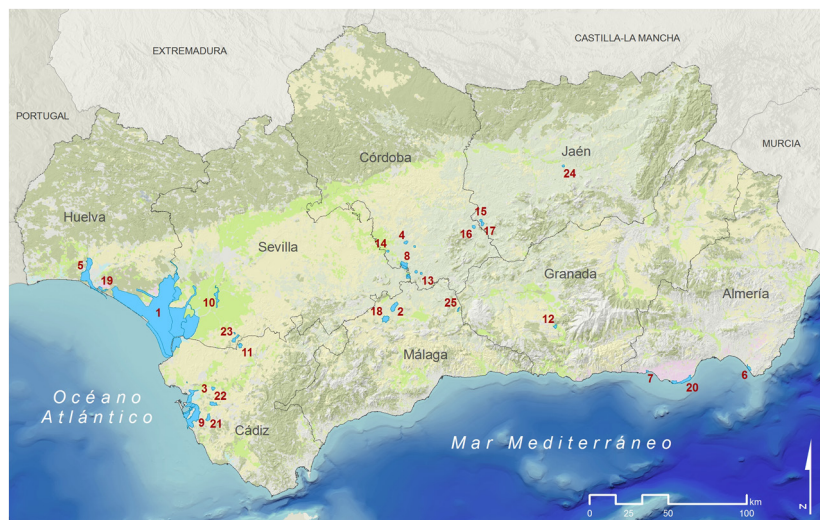 EXTREMADURA
CASTILLA-LA MANCHA
PORTUGAL
MURCIA
Córdoba
Jaén
24
Huelva
15
17
16
Sevilla
4
14
8
5
19
13
Granada
Almería
10
1
25
18
2
12
23
11
Málaga
7
20
6
3
22
9
21
Cádiz
Océano
Atlántico
Mar Mediterráneo
N
km
0
25
50
100